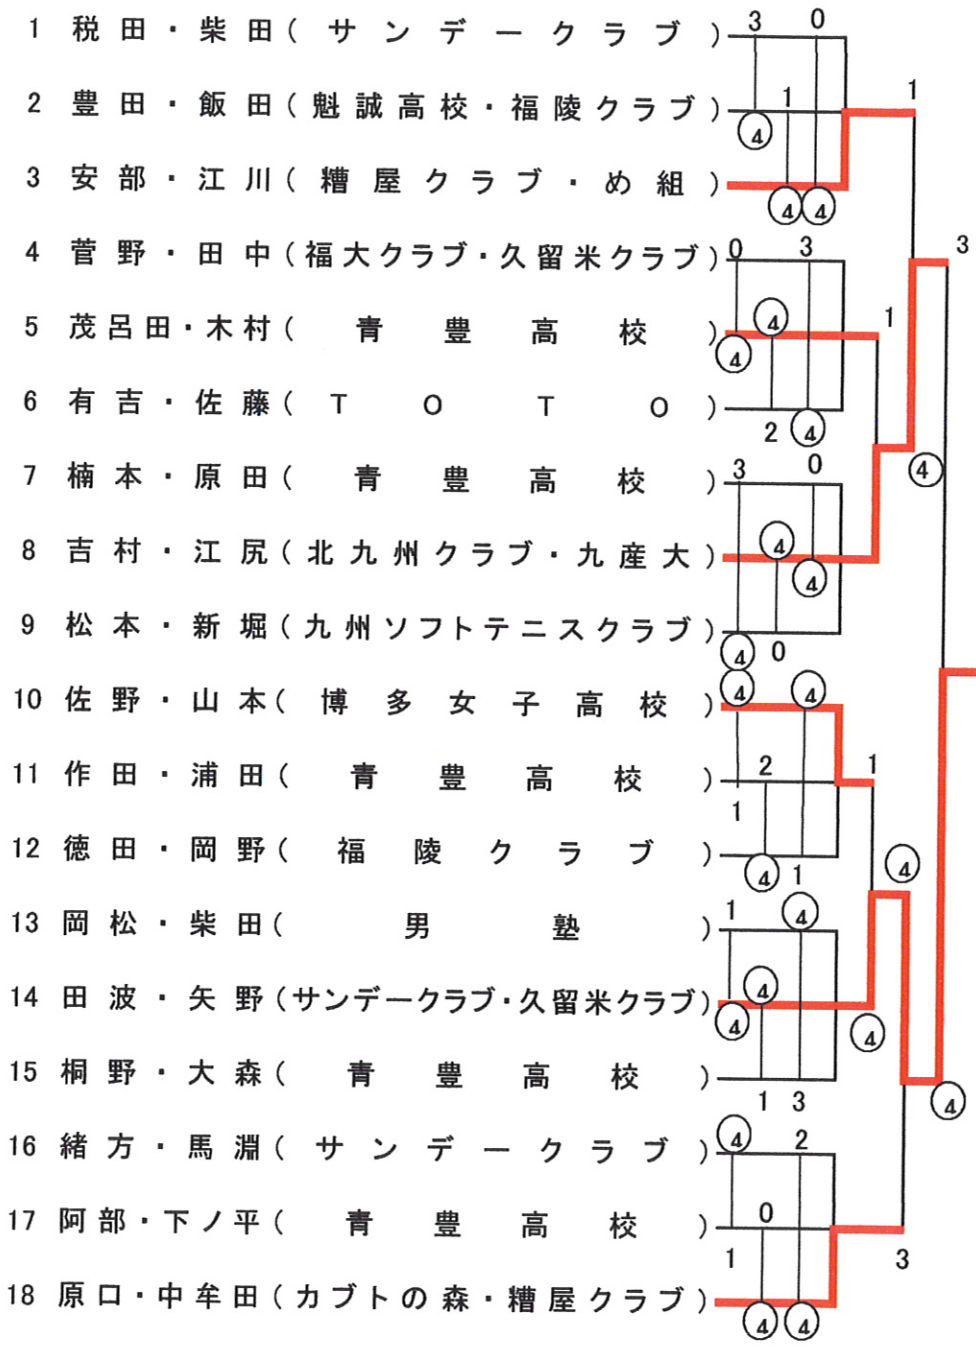 1 税田・柴田(サンデークラブ) 3 0
1
2 豊田・飯田(魁誠高校・福陵クラブ) 1
④
3 安部・江川(糟屋クラブ・め組)
④④
4 菅野・田中(福大クラブ・久留米クラブ) 0 3 3
5 茂呂田・木村(青豊高校) ④ 1
④
6 有吉・佐藤(TOTO)
2 ④
7 楠本・原田(青豊高校) 3 0 ④
8 吉村・江尻(北九州クラブ・九産大) ④
④
9 松本・新堀(九州ソフトテニスクラブ)
④ 0
10 佐野・山本(博多女子高校) ④ ④
11 作田・浦田(青豊高校) 2 1
1
12 徳田・岡野(福陵クラブ) ④
④ 1
13 岡松・柴田(男塾) 1 ④
14 田波・矢野(サンデークラブ・久留米クラブ) ④
④ ④
15 桐野・大森(青豊高校)
1 3 ④
16 緒方・馬淵(サンデークラブ) ④ 2
17 阿部・下ノ平(青豊高校) 0
1 3
18 原口・中牟田(カブトの森・糟屋クラブ)
④ ④